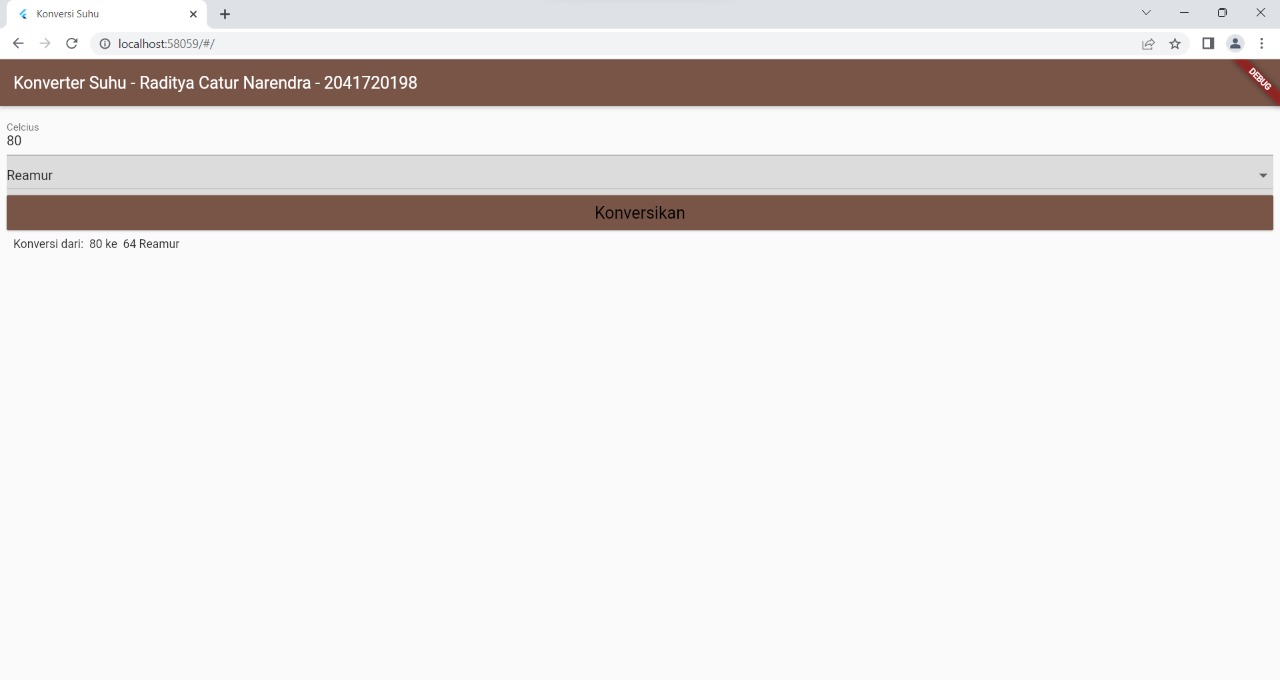 Konversi Suhu
localhost:58059/#/
Konverter Suhu - Raditya Catur Narendra - 2041720198
DEBUG
Celcius
80
Reamur
Konversikan
Konversi dari:  80 ke  64 Reamur